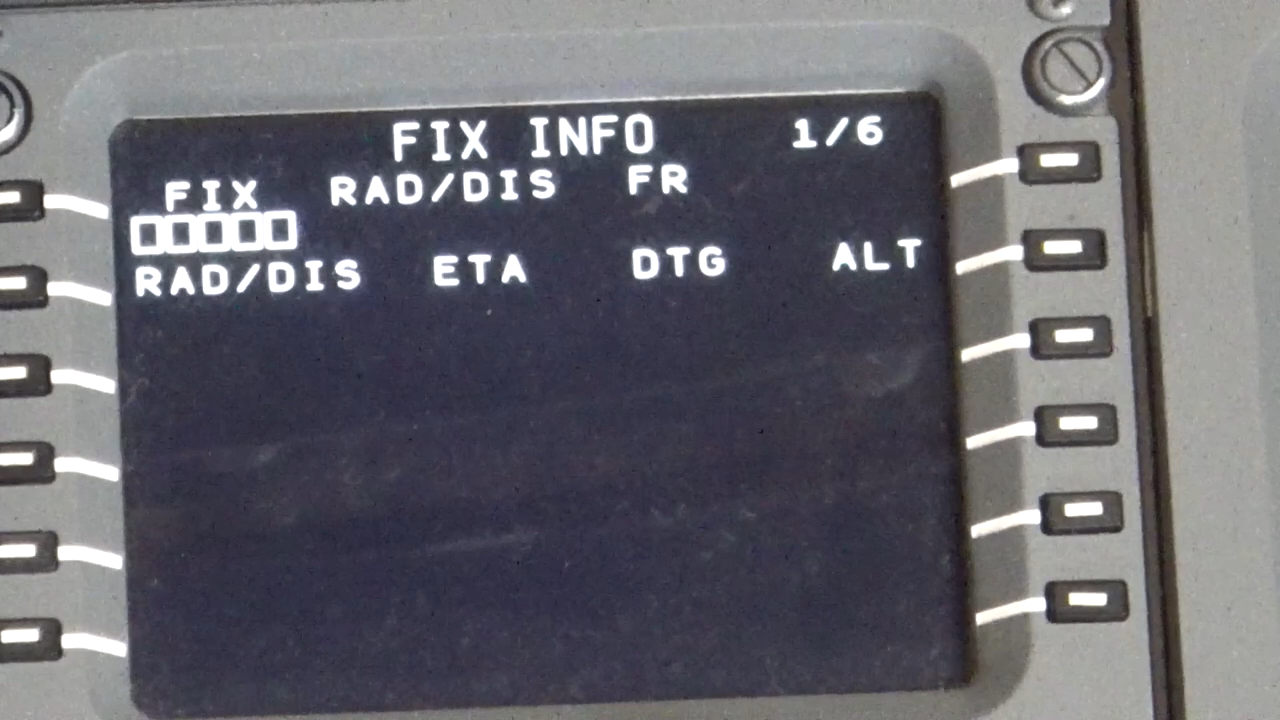 FIX INFO 1/6
FIX RAD/DIS FR
□□□□□
RAD/DIS ETA DTG ALT